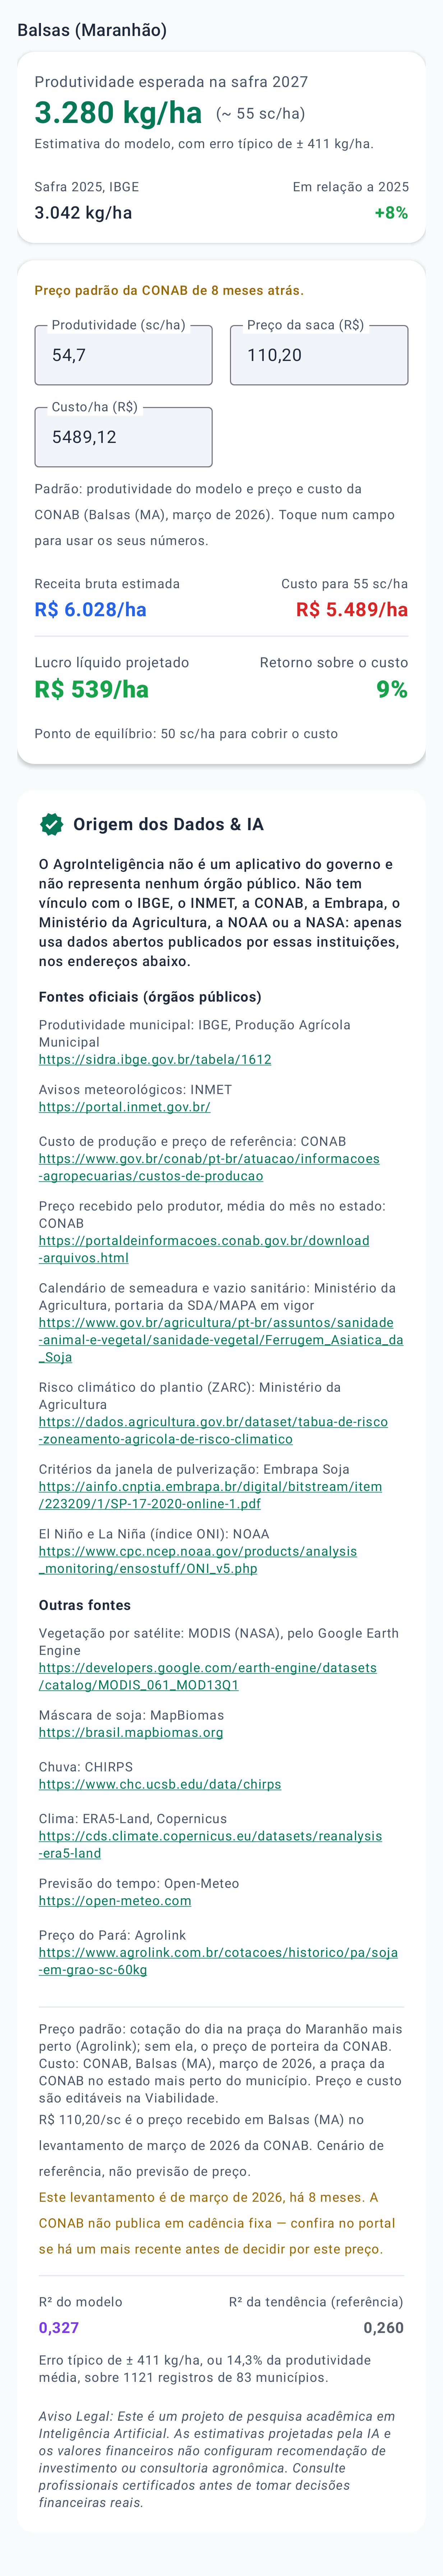 Balsas (Maranhão)
Produtividade esperada na safra 2027
3.280 kg/ha (~ 55 sc/ha)
Estimativa do modelo, com erro típico de ± 411 kg/ha.
Safra 2025, IBGE Em relação a 2025
3.042 kg/ha +8%
Preço padrão da CONAB de 8 meses atrás.
Produtividade (sc/ha) Preço da saca (R$)
54,7 110,20
Custo/ha (R$)
5489,12
Padrão: produtividade do modelo e preço e custo da
CONAB (Balsas (MA), março de 2026). Toque num campo
para usar os seus números.
Receita bruta estimada Custo para 55 sc/ha
R$ 6.028/ha R$ 5.489/ha
Lucro líquido projetado Retorno sobre o custo
R$ 539/ha 9%
Ponto de equilíbrio: 50 sc/ha para cobrir o custo
Origem dos Dados & IA
O AgroInteligência não é um aplicativo do governo e
não representa nenhum órgão público. Não tem
vínculo com o IBGE, o INMET, a CONAB, a Embrapa, o
Ministério da Agricultura, a NOAA ou a NASA: apenas
usa dados abertos publicados por essas instituições,
nos endereços abaixo.
Fontes oficiais (órgãos públicos)
Produtividade municipal: IBGE, Produção Agrícola
Municipal
https://sidra.ibge.gov.br/tabela/1612
Avisos meteorológicos: INMET
https://portal.inmet.gov.br/
Custo de produção e preço de referência: CONAB
https://www.gov.br/conab/pt-br/atuacao/informacoes
-agropecuarias/custos-de-producao
Preço recebido pelo produtor, média do mês no estado:
CONAB
https://portaldeinformacoes.conab.gov.br/download
-arquivos.html
Calendário de semeadura e vazio sanitário: Ministério da
Agricultura, portaria da SDA/MAPA em vigor
https://www.gov.br/agricultura/pt-br/assuntos/sanidade
-animal-e-vegetal/sanidade-vegetal/Ferrugem_Asiatica_da
_Soja
Risco climático do plantio (ZARC): Ministério da
Agricultura
https://dados.agricultura.gov.br/dataset/tabua-de-risco
-zoneamento-agricola-de-risco-climatico
Critérios da janela de pulverização: Embrapa Soja
https://ainfo.cnptia.embrapa.br/digital/bitstream/item
/223209/1/SP-17-2020-online-1.pdf
El Niño e La Niña (índice ONI): NOAA
https://www.cpc.ncep.noaa.gov/products/analysis
_monitoring/ensostuff/ONI_v5.php
Outras fontes
Vegetação por satélite: MODIS (NASA), pelo Google Earth
Engine
https://developers.google.com/earth-engine/datasets
/catalog/MODIS_061_MOD13Q1
Máscara de soja: MapBiomas
https://brasil.mapbiomas.org
Chuva: CHIRPS
https://www.chc.ucsb.edu/data/chirps
Clima: ERA5-Land, Copernicus
https://cds.climate.copernicus.eu/datasets/reanalysis
-era5-land
Previsão do tempo: Open-Meteo
https://open-meteo.com
Preço do Pará: Agrolink
https://www.agrolink.com.br/cotacoes/historico/pa/soja
-em-grao-sc-60kg
Preço padrão: cotação do dia na praça do Maranhão mais
perto (Agrolink); sem ela, o preço de porteira da CONAB.
Custo: CONAB, Balsas (MA), março de 2026, a praça da
CONAB no estado mais perto do município. Preço e custo
são editáveis na Viabilidade.
R$ 110,20/sc é o preço recebido em Balsas (MA) no
levantamento de março de 2026 da CONAB. Cenário de
referência, não previsão de preço.
Este levantamento é de março de 2026, há 8 meses. A
CONAB não publica em cadência fixa — confira no portal
se há um mais recente antes de decidir por este preço.
R² do modelo R² da tendência (referência)
0,327 0,260
Erro típico de ± 411 kg/ha, ou 14,3% da produtividade
média, sobre 1121 registros de 83 municípios.
Aviso Legal: Este é um projeto de pesquisa acadêmica em
Inteligência Artificial. As estimativas projetadas pela IA e
os valores financeiros não configuram recomendação de
investimento ou consultoria agronômica. Consulte
profissionais certificados antes de tomar decisões
financeiras reais.